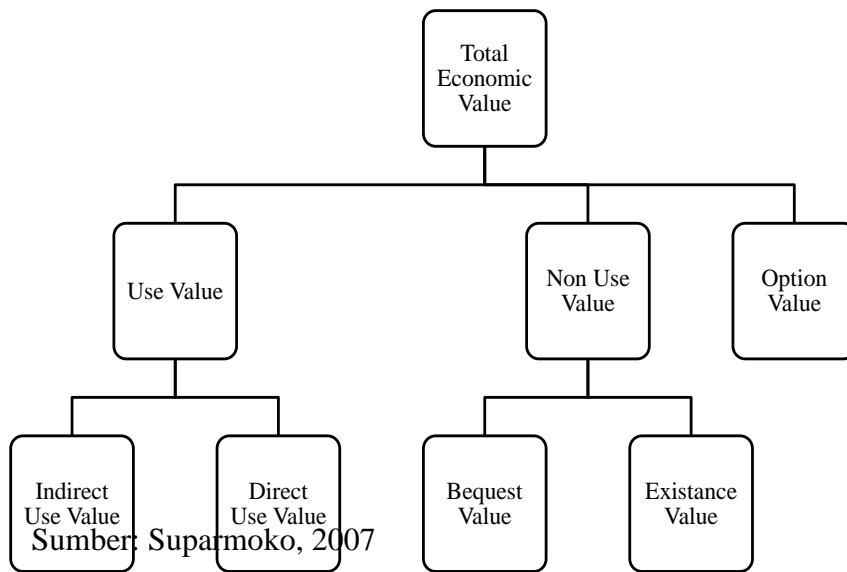 Total
Economic
Value
Use Value
Non Use
Value
Option
Value
Indirect
Use Value
Direct
Use Value
Bequest
Value
Existance
Value
Sumber: Suparmoko, 2007